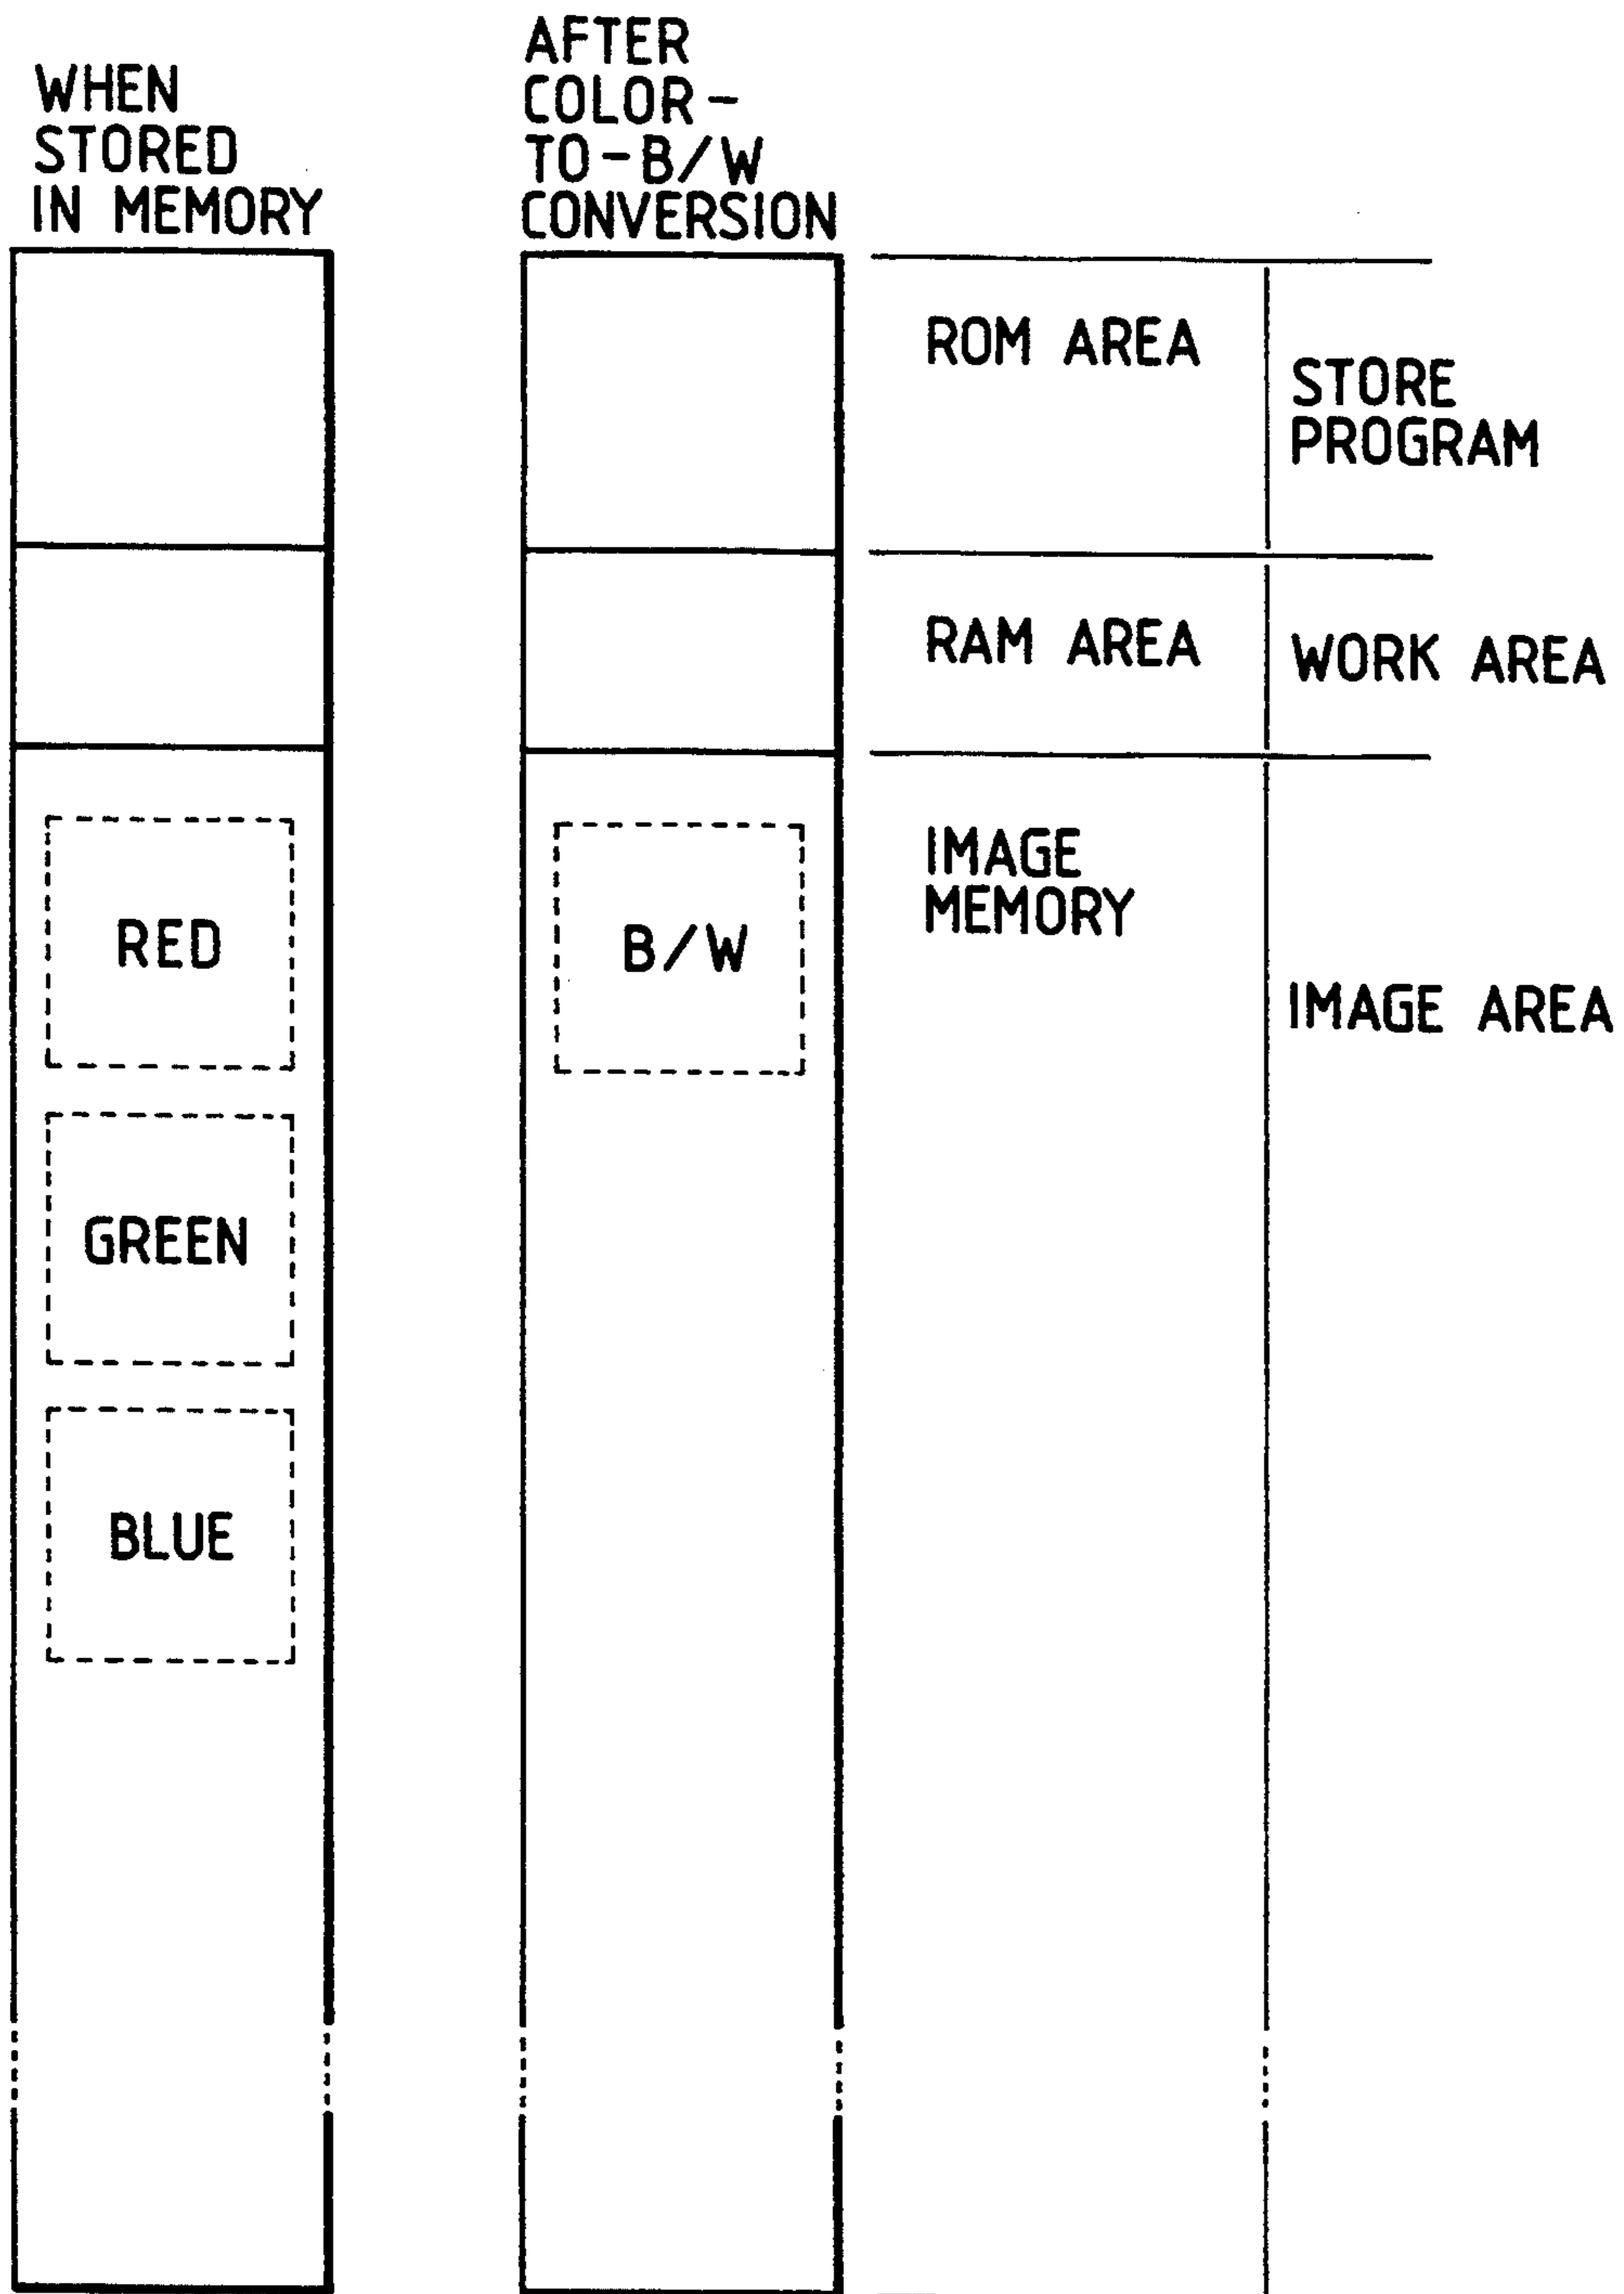 WHEN
STORED
IN MEMORY
AFTER
COLOR-
TO-B/W
CONVERSION
ROM AREA
STORE
PROGRAM
RAM AREA
WORK AREA
RED
GREEN
BLUE
B/W
IMAGE
MEMORY
IMAGE AREA